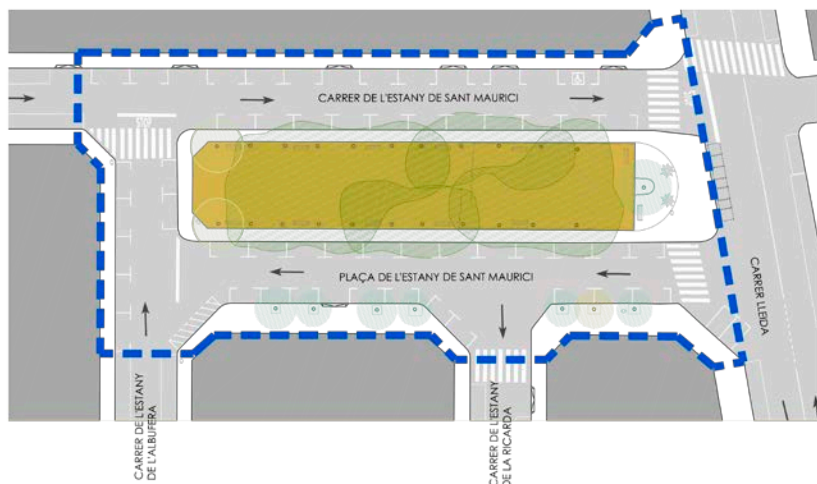 CARRER DE L'ESTANY DE SANT MAURICI
STOP
PLAÇA DE L'ESTANY DE SANT MAURICI
CARRER LLEIDA
CARRER DE L'ESTANY
DE L'ALBUFERA
CARRER DE L'ESTANY
DE LA RICARDA